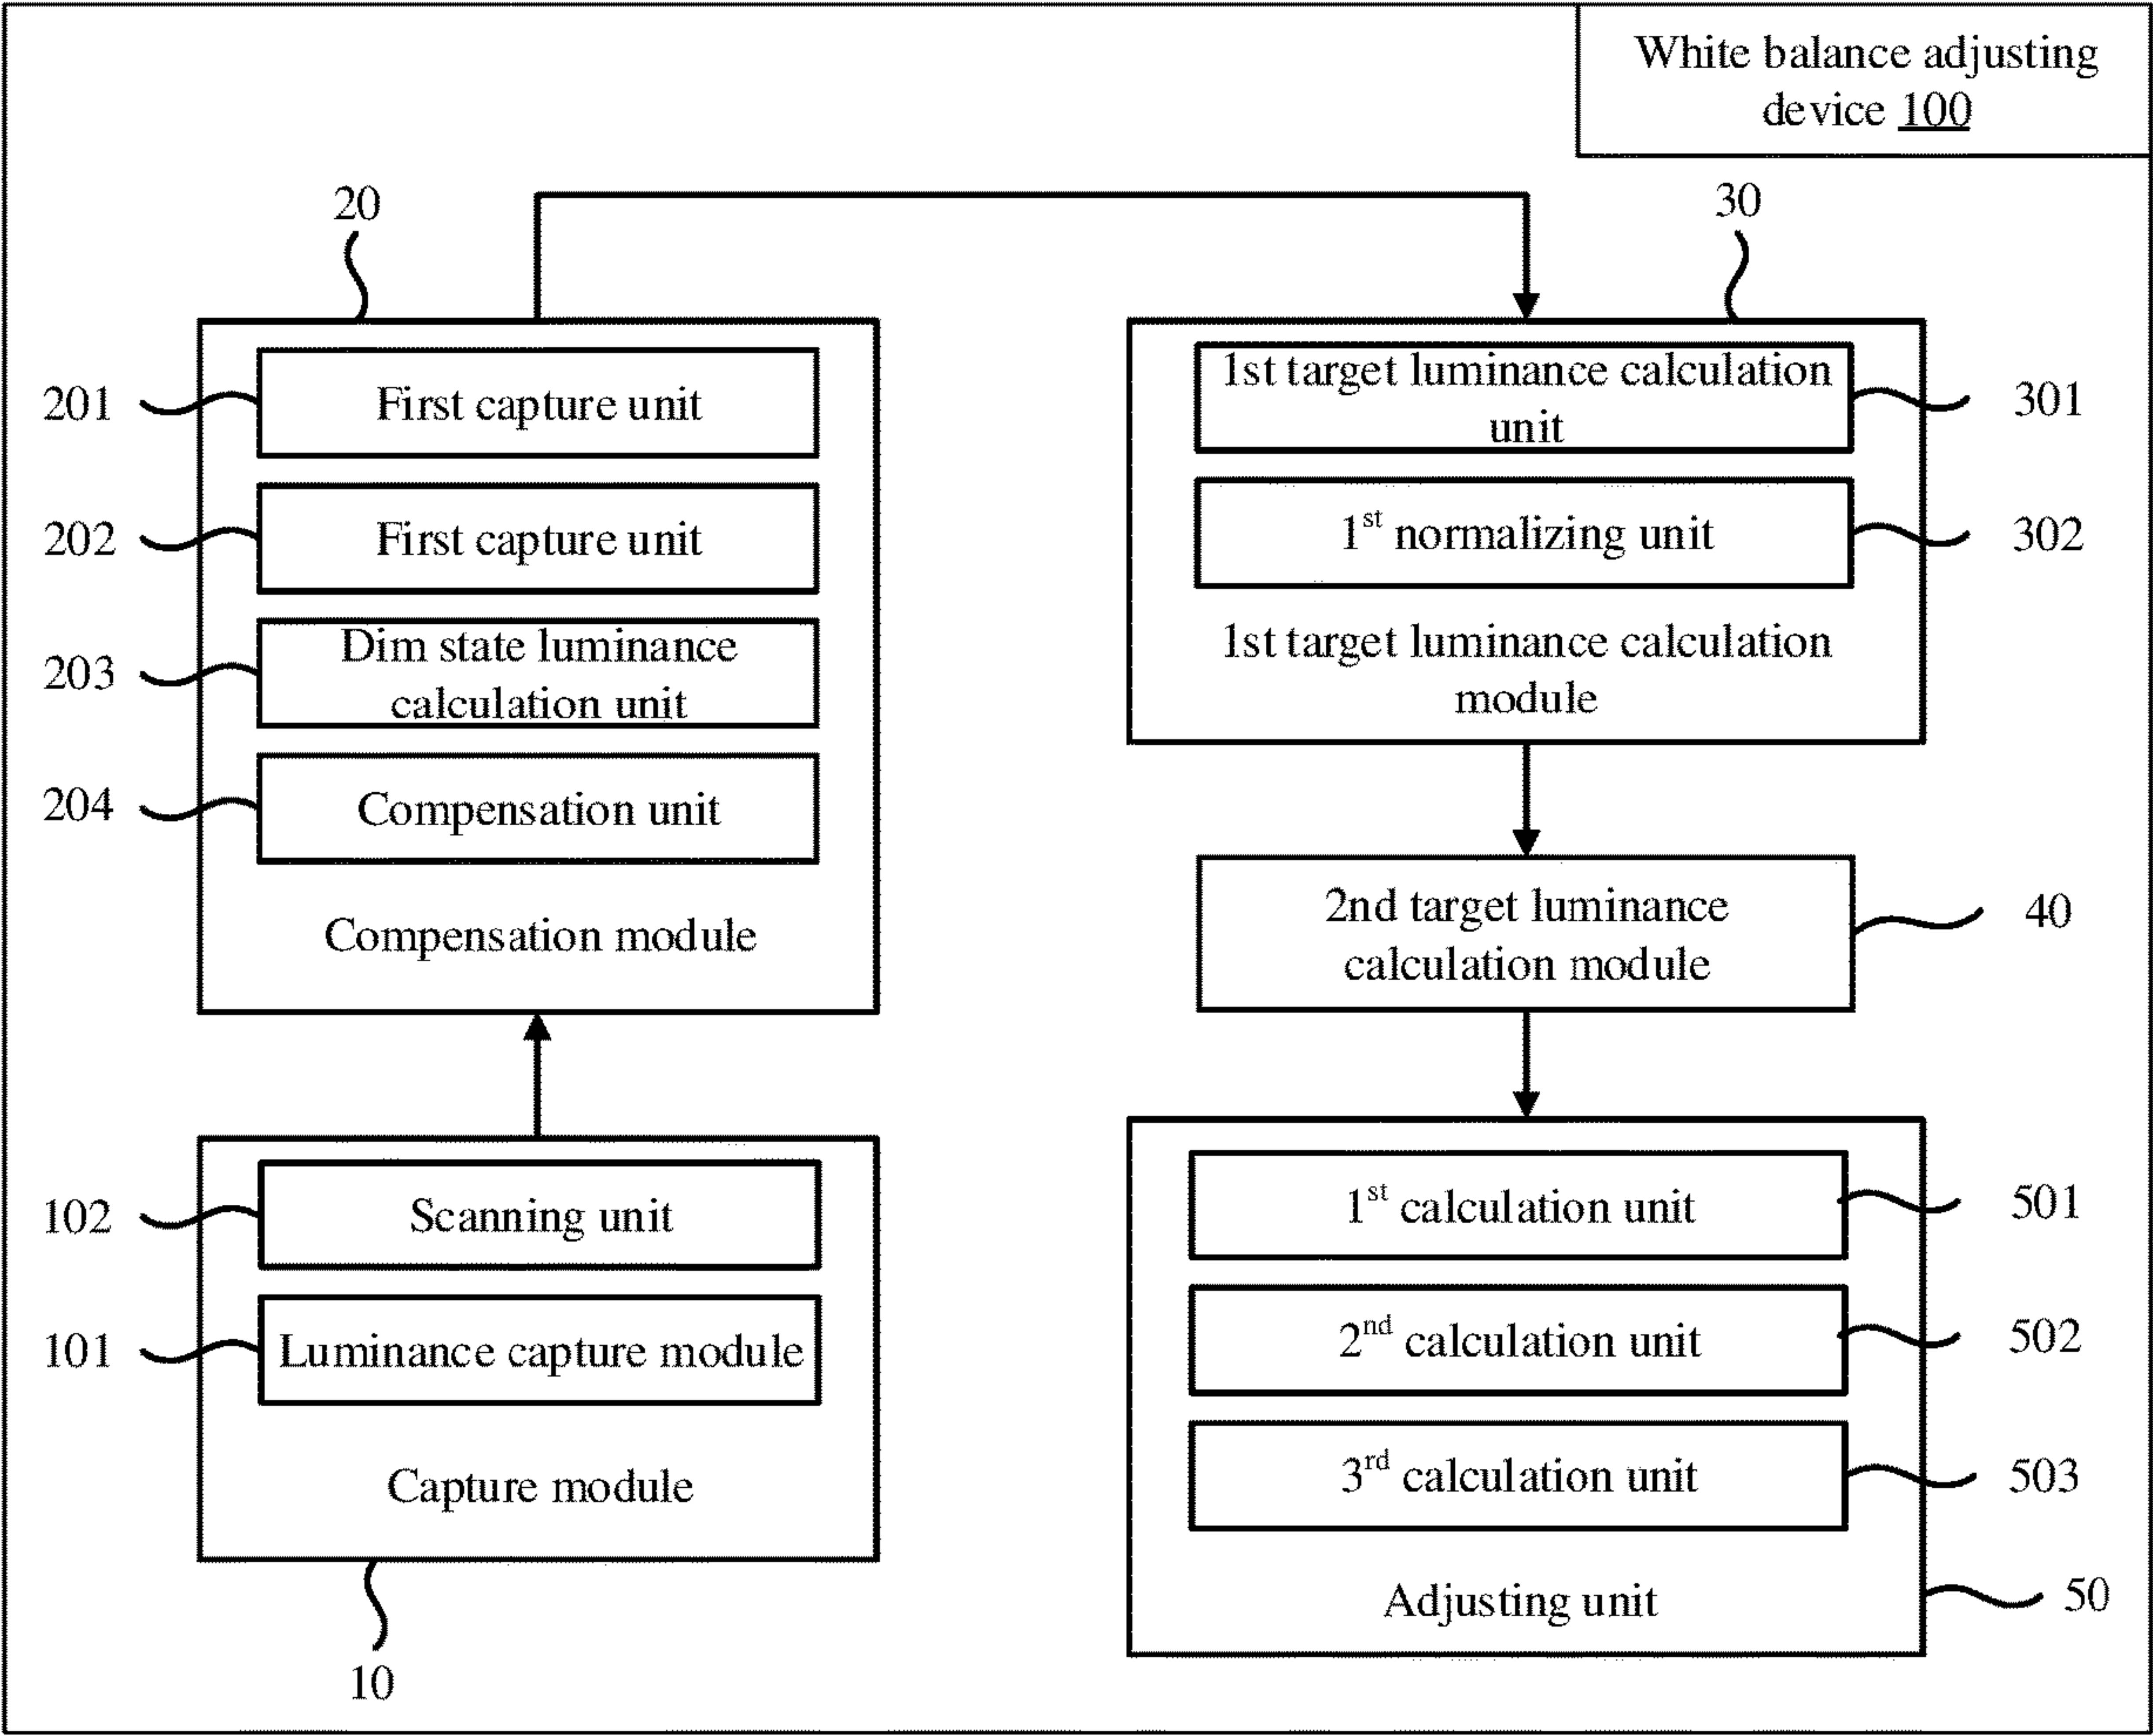 White balance adjusting
device 100
20
30
201
First capture unit
202
First capture unit
203
Dim state luminance
calculation unit
204
Compensation unit
Compensation module
1st target luminance calculation
unit
301
1st normalizing unit
302
1st target luminance calculation
module
2nd target luminance
calculation module
40
102
Scanning unit
101
Luminance capture module
Capture module
10
1st calculation unit
501
2nd calculation unit
502
3rd calculation unit
503
Adjusting unit
50